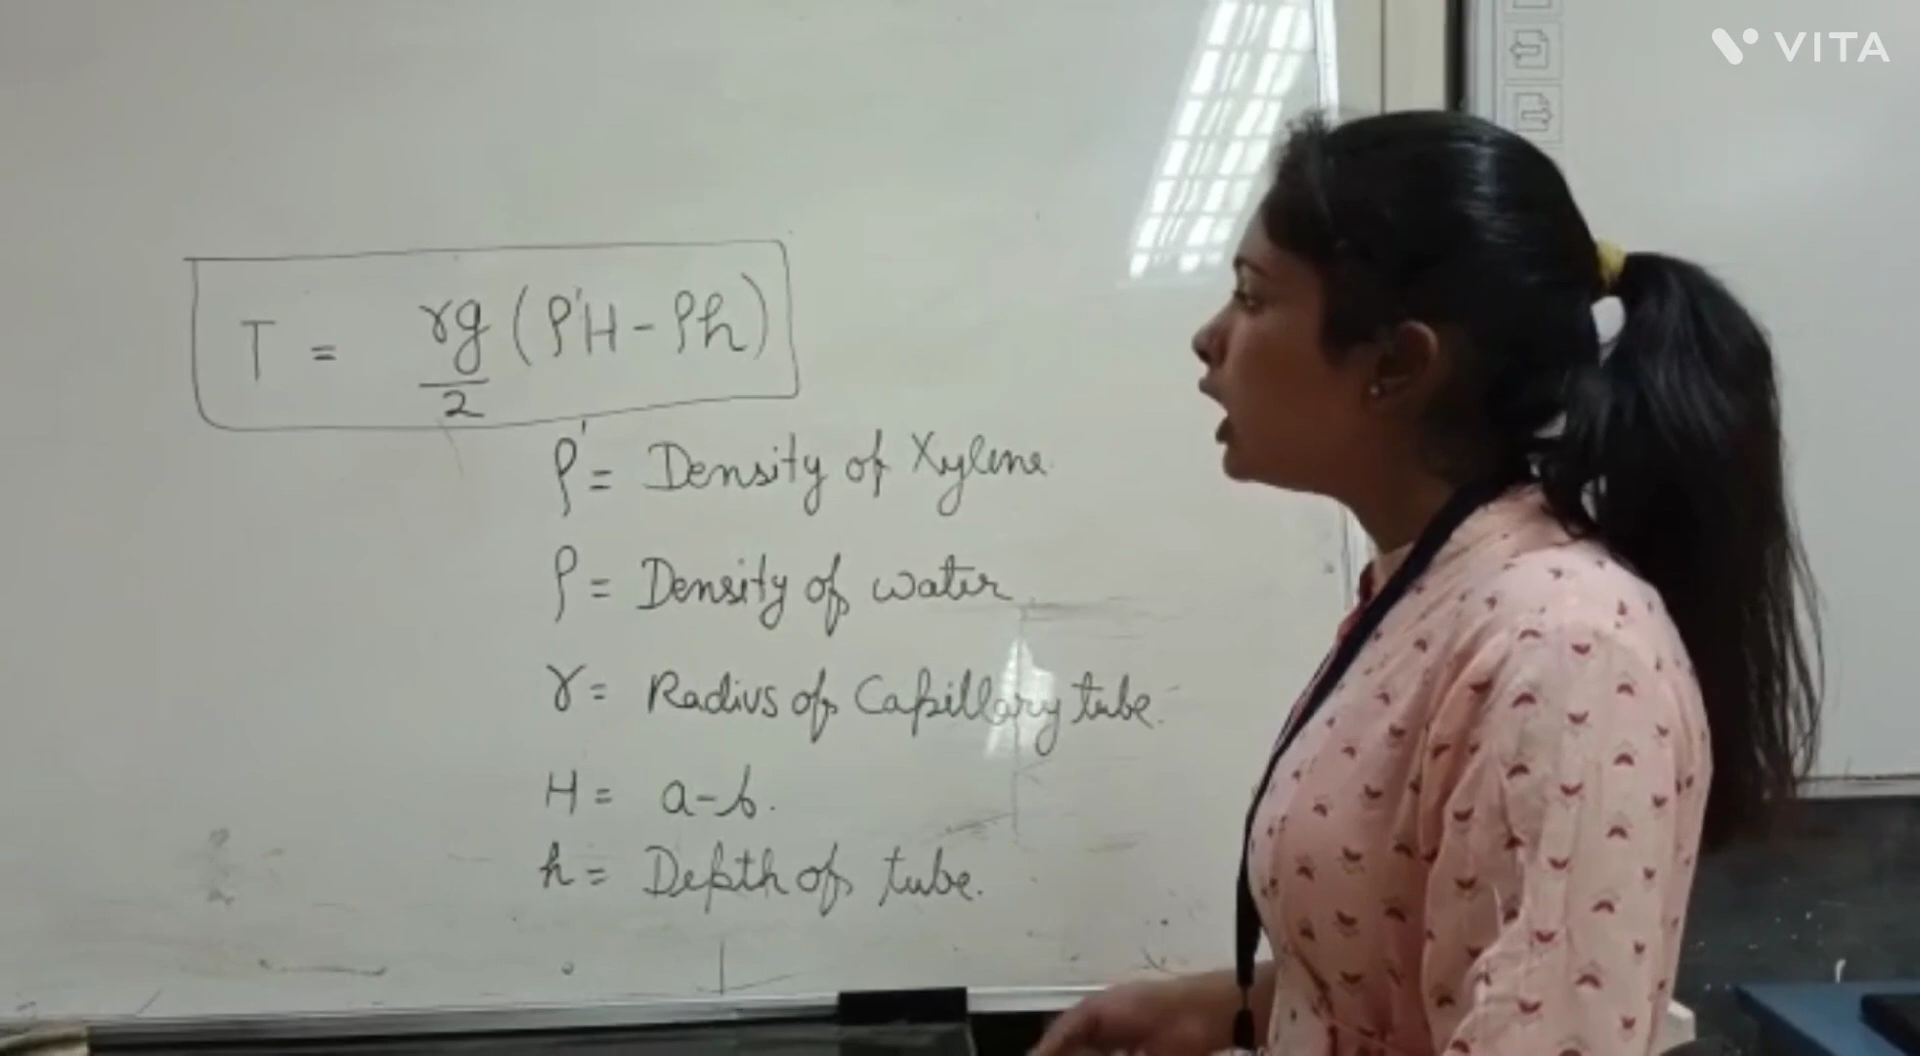 VITA
T = rg/2 (ρ'H - ρh)
ρ' = Density of Xylene.
ρ = Density of water
r = Radius of Capillary tube.
H = a-b.
h = Depth of tube.